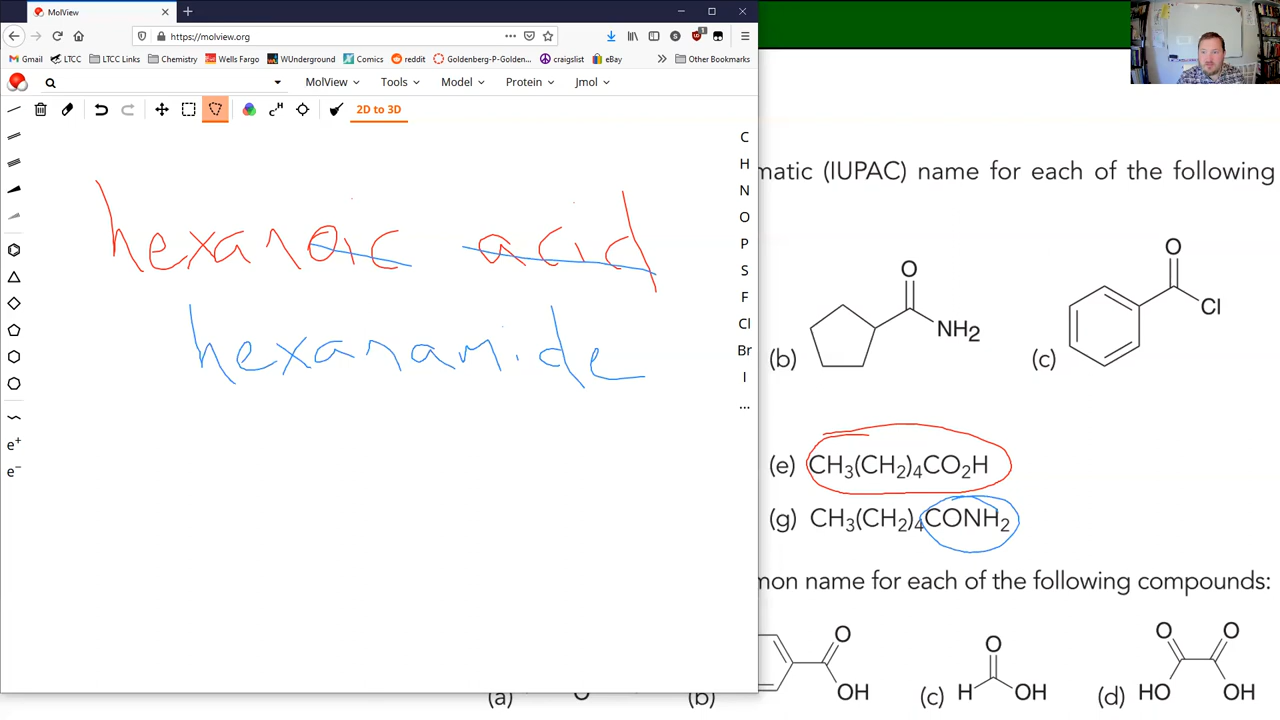 MolView
https://molview.org
Gmail LTCC LTCC Links Chemistry Wells Fargo WUnderground Comics reddit Goldenberg-P-Golden... craigslist eBay Other Bookmarks
MolView Tools Model Protein Jmol
2D to 3D
C
H
N
O
P
S
F
Cl
Br
I
...
e+
e−
hexanoic acid
hexanamide
matic (IUPAC) name for each of the following
(b) O NH2
(c) O Cl
(e) CH3(CH2)4CO2H
(g) CH3(CH2)4CONH2
mon name for each of the following compounds:
(a)
(b) O OH
(c) O H OH
(d) O O HO OH